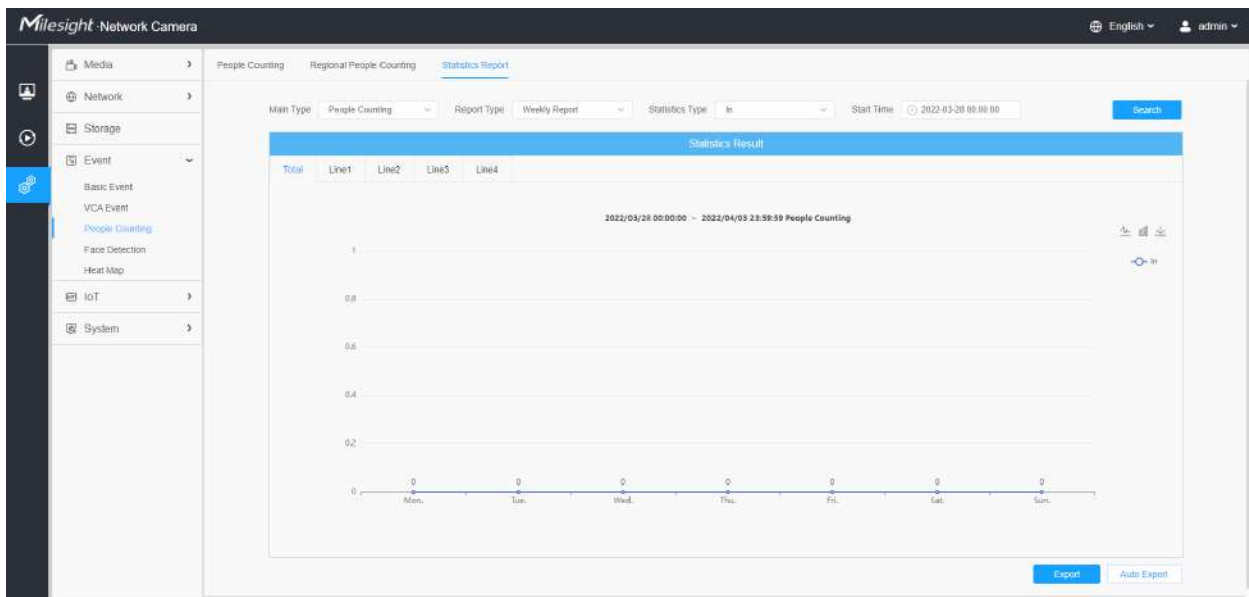 Milesight Network Camera
English
admin
Media
Network
Storage
Event
Basic Event
VCA Event
People Counting
Face Detection
Heat Map
IoT
System
People Counting Regional People Counting Statistics Report
Main Type People Counting Report Type Weekly Report Statistics Type In Start Time 2022-03-28 00:00:00 Search
Statistics Result
Total Line1 Line2 Line3 Line4
2022/03/28 00:00:00 ~ 2022/04/03 23:59:59 People Counting
In
1
0.8
0.6
0.4
0.2
0 0 0 0 0 0 0
0
Mon. Tue. Wed. Thu. Fri. Sat. Sun.
Export Auto Export